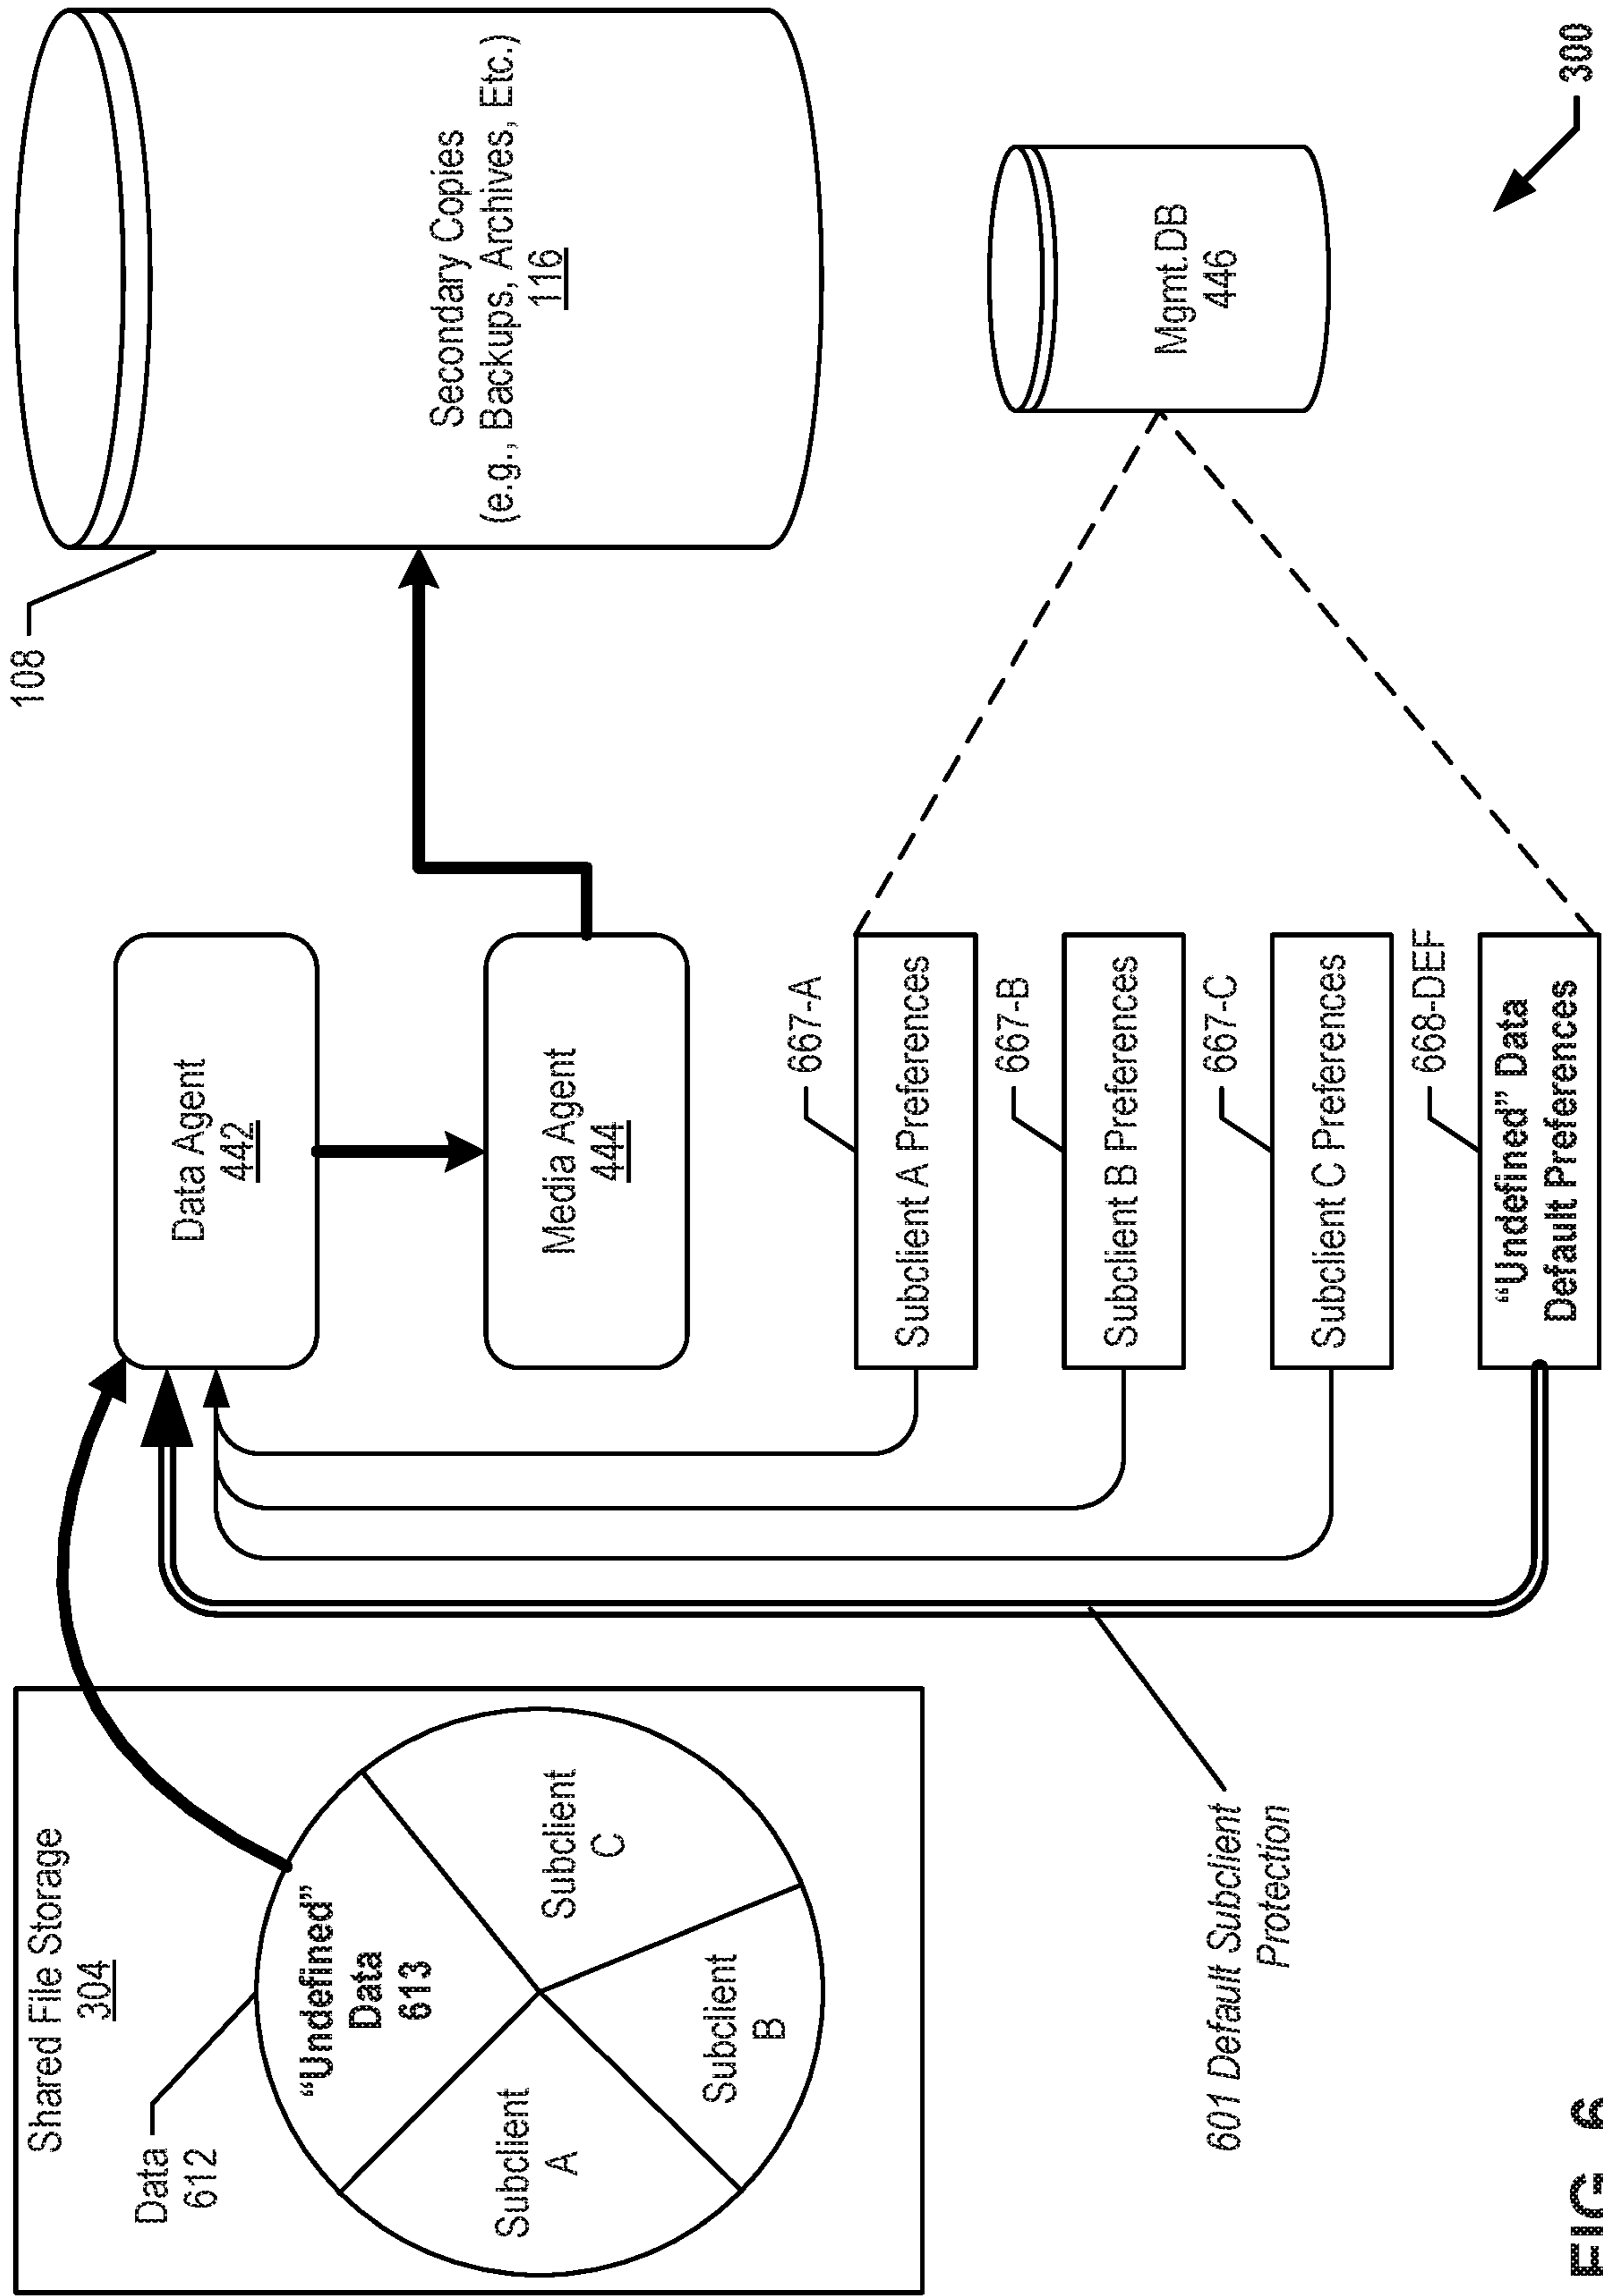 Shared File Storage
304
Data
612
“Undefined”
Data
613
Subclient
A
Subclient
B
Subclient
C
Data Agent
442
Media Agent
444
108
Secondary Copies
(e.g., Backups, Archives, Etc.)
116
667-A
Subclient A Preferences
667-B
Subclient B Preferences
667-C
Subclient C Preferences
668-DEF
“Undefined” Data
Default Preferences
Mgmt.DB
446
601 Default Subclient
Protection
300
FIG. 6